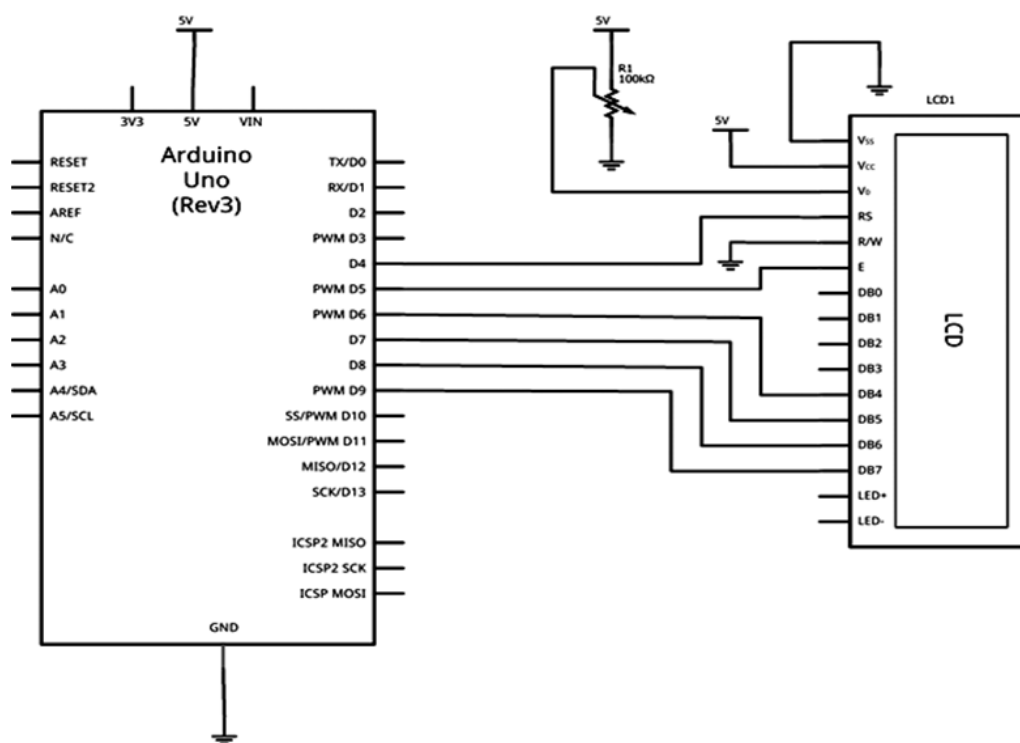 5V
3V3
5V
VIN
Arduino
Uno
(Rev3)
RESET
RESET2
AREF
N/C
A0
A1
A2
A3
A4/SDA
A5/SCL
TX/D0
RX/D1
D2
PWM D3
D4
PWM D5
PWM D6
D7
D8
PWM D9
SS/PWM D10
MOSI/PWM D11
MISO/D12
SCK/D13
ICSP2 MISO
ICSP2 SCK
ICSP MOSI
GND
5V
R1
100kΩ
5V
LCD1
Vss
Vcc
V₀
RS
R/W
E
DB0
DB1
DB2
DB3
DB4
DB5
DB6
DB7
LED+
LED-
LCD